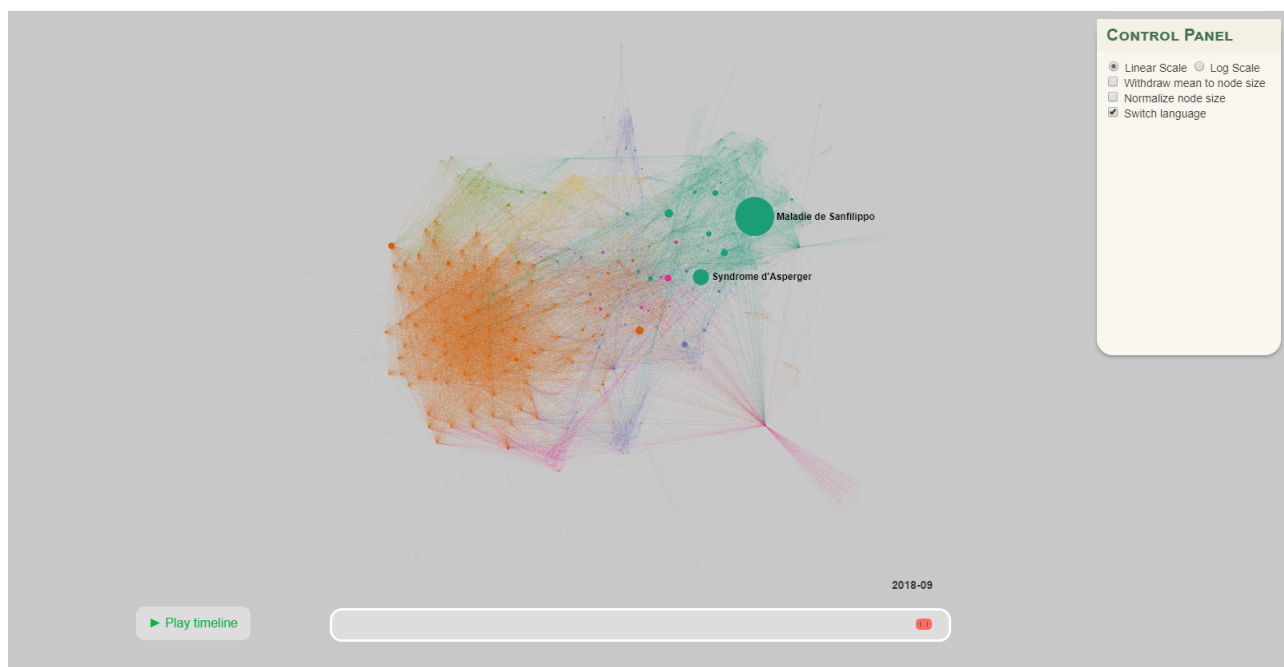 CONTROL PANEL
Linear Scale Log Scale
Withdraw mean to node size
Normalize node size
Switch language
Maladie de Sanfilippo
Syndrome d'Asperger
2018-09
► Play timeline